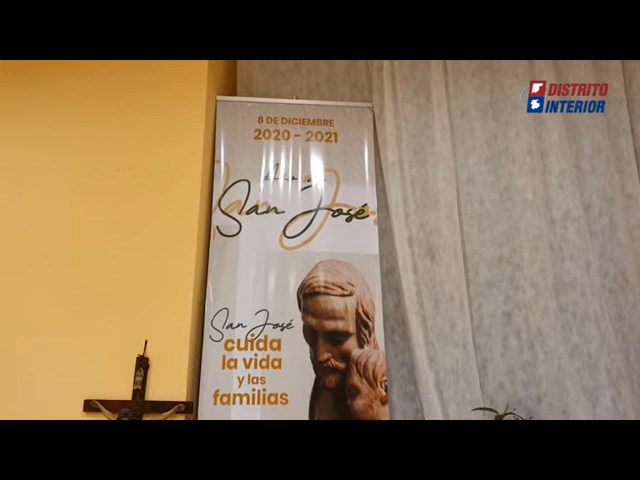 DISTRITO
INTERIOR
8 DE DICIEMBRE
2020 - 2021
San José
San José
cuida
la vida
y las
familias